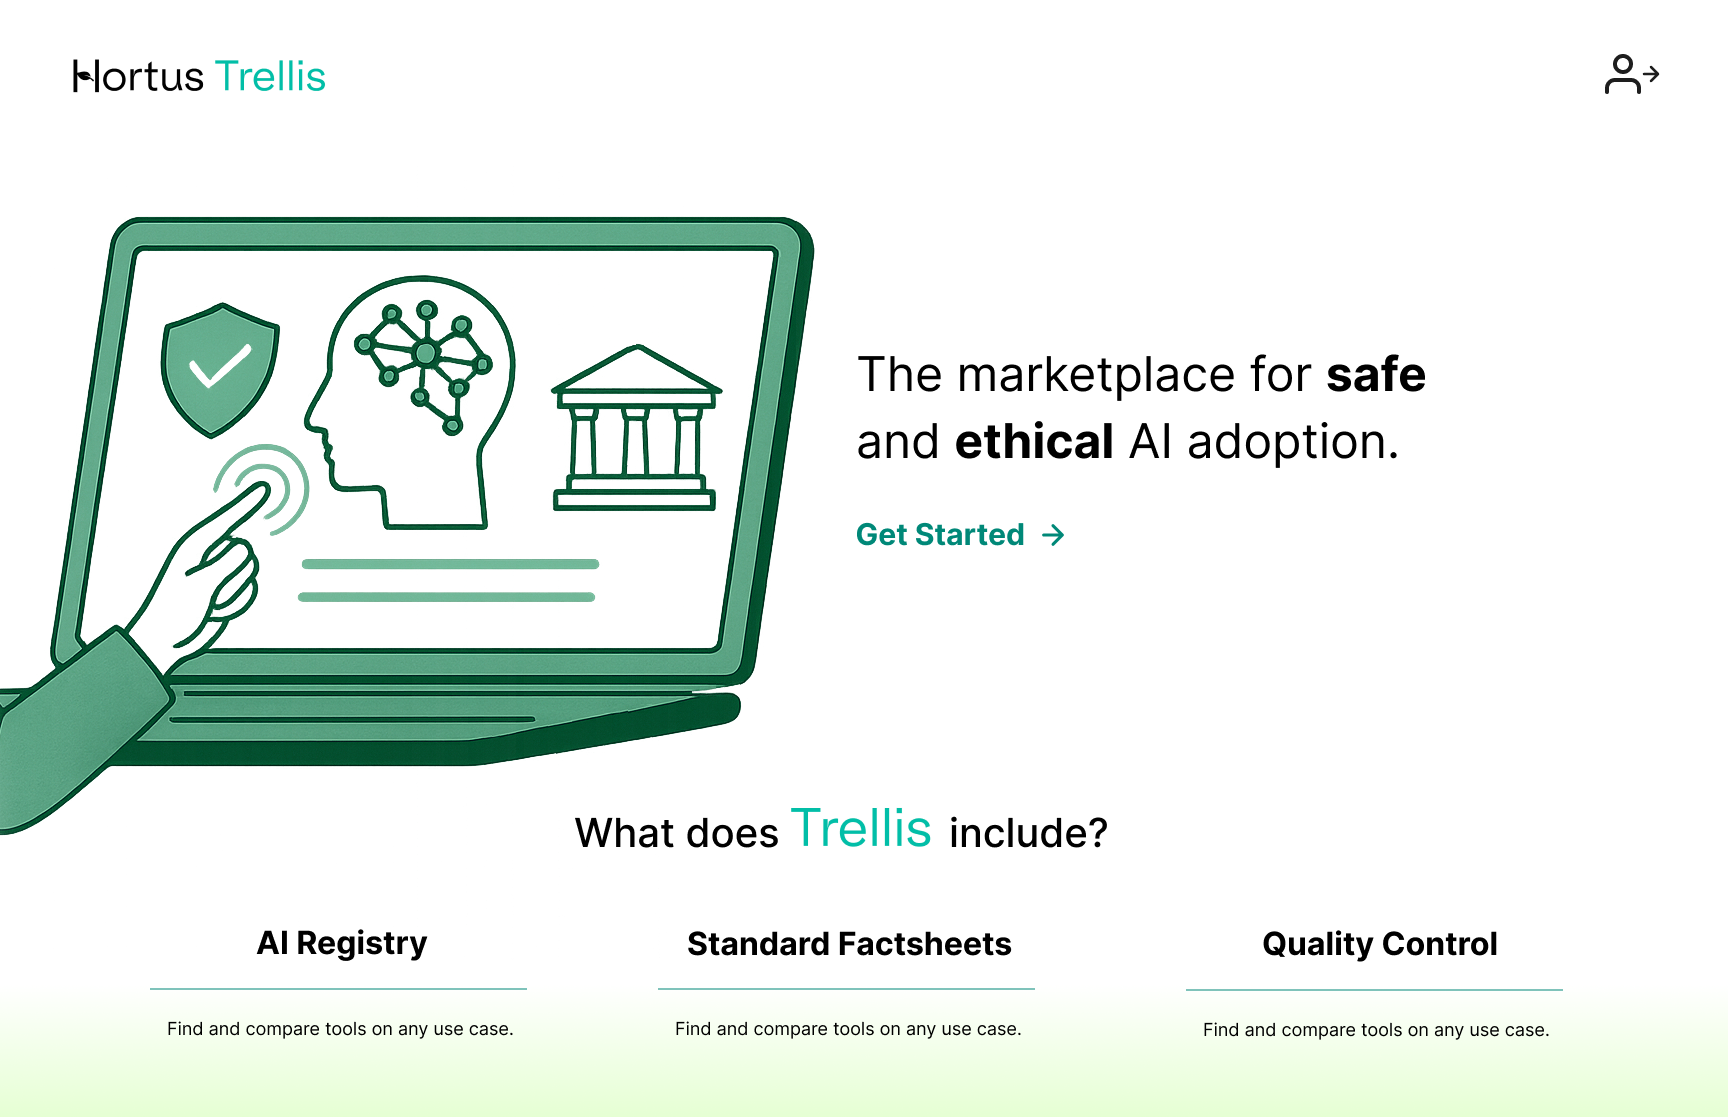 Hortus Trellis
The marketplace for safe
and ethical AI adoption.
Get Started →
What does Trellis include?
AI Registry
Find and compare tools on any use case.
Standard Factsheets
Find and compare tools on any use case.
Quality Control
Find and compare tools on any use case.